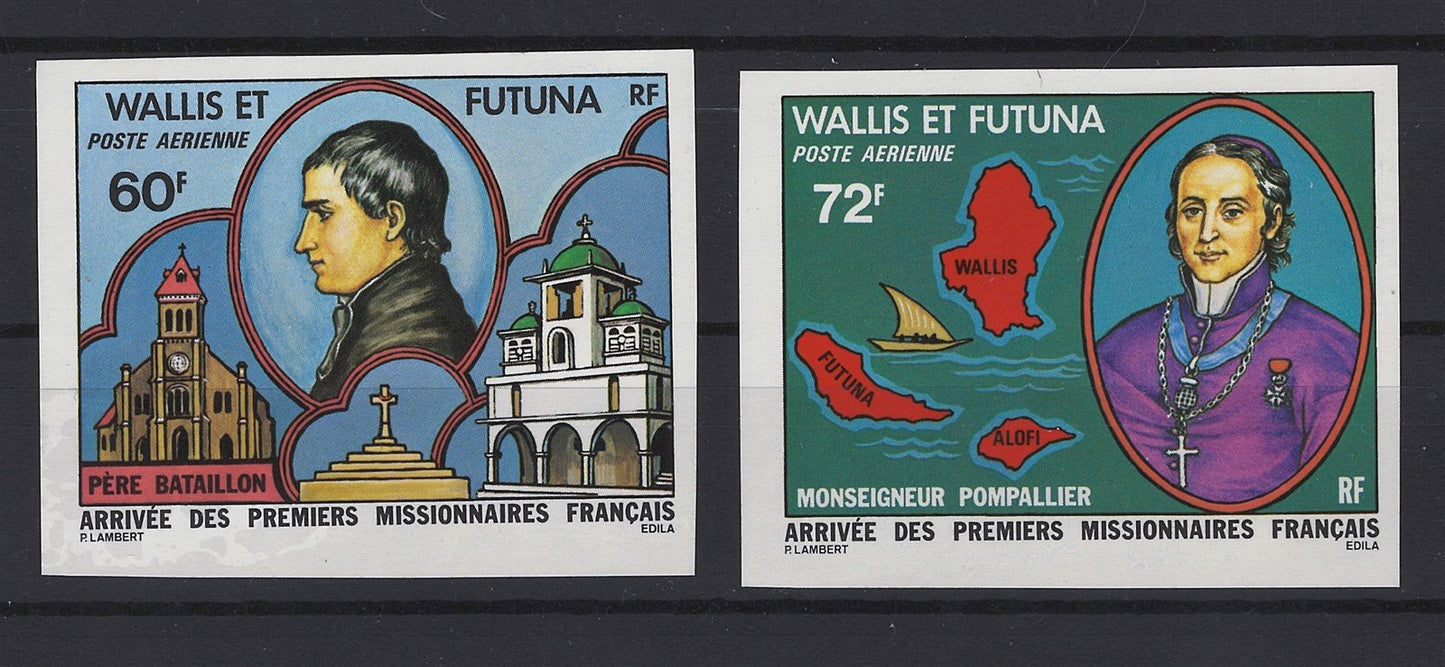 WALLIS ET FUTUNA RF
POSTE AERIENNE
60F
PÈRE BATAILLON
ARRIVÉE DES PREMIERS MISSIONNAIRES FRANÇAIS
P.LAMBERT EDILA
WALLIS ET FUTUNA
POSTE AERIENNE
72F
WALLIS
FUTUNA
ALOFI
MONSEIGNEUR POMPALLIER RF
ARRIVÉE DES PREMIERS MISSIONNAIRES FRANÇAIS
P.LAMBERT EDILA